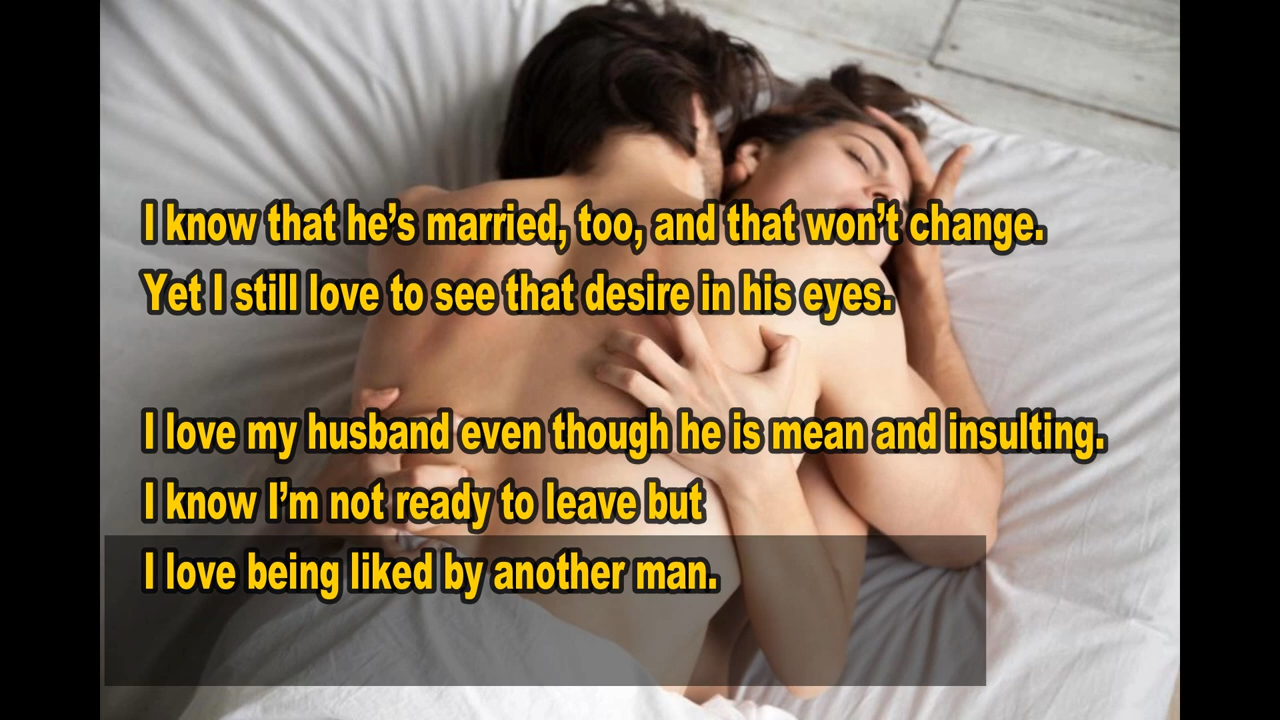 I know that he’s married, too, and that won’t change.
Yet I still love to see that desire in his eyes.
I love my husband even though he is mean and insulting.
I know I’m not ready to leave but
I love being liked by another man.